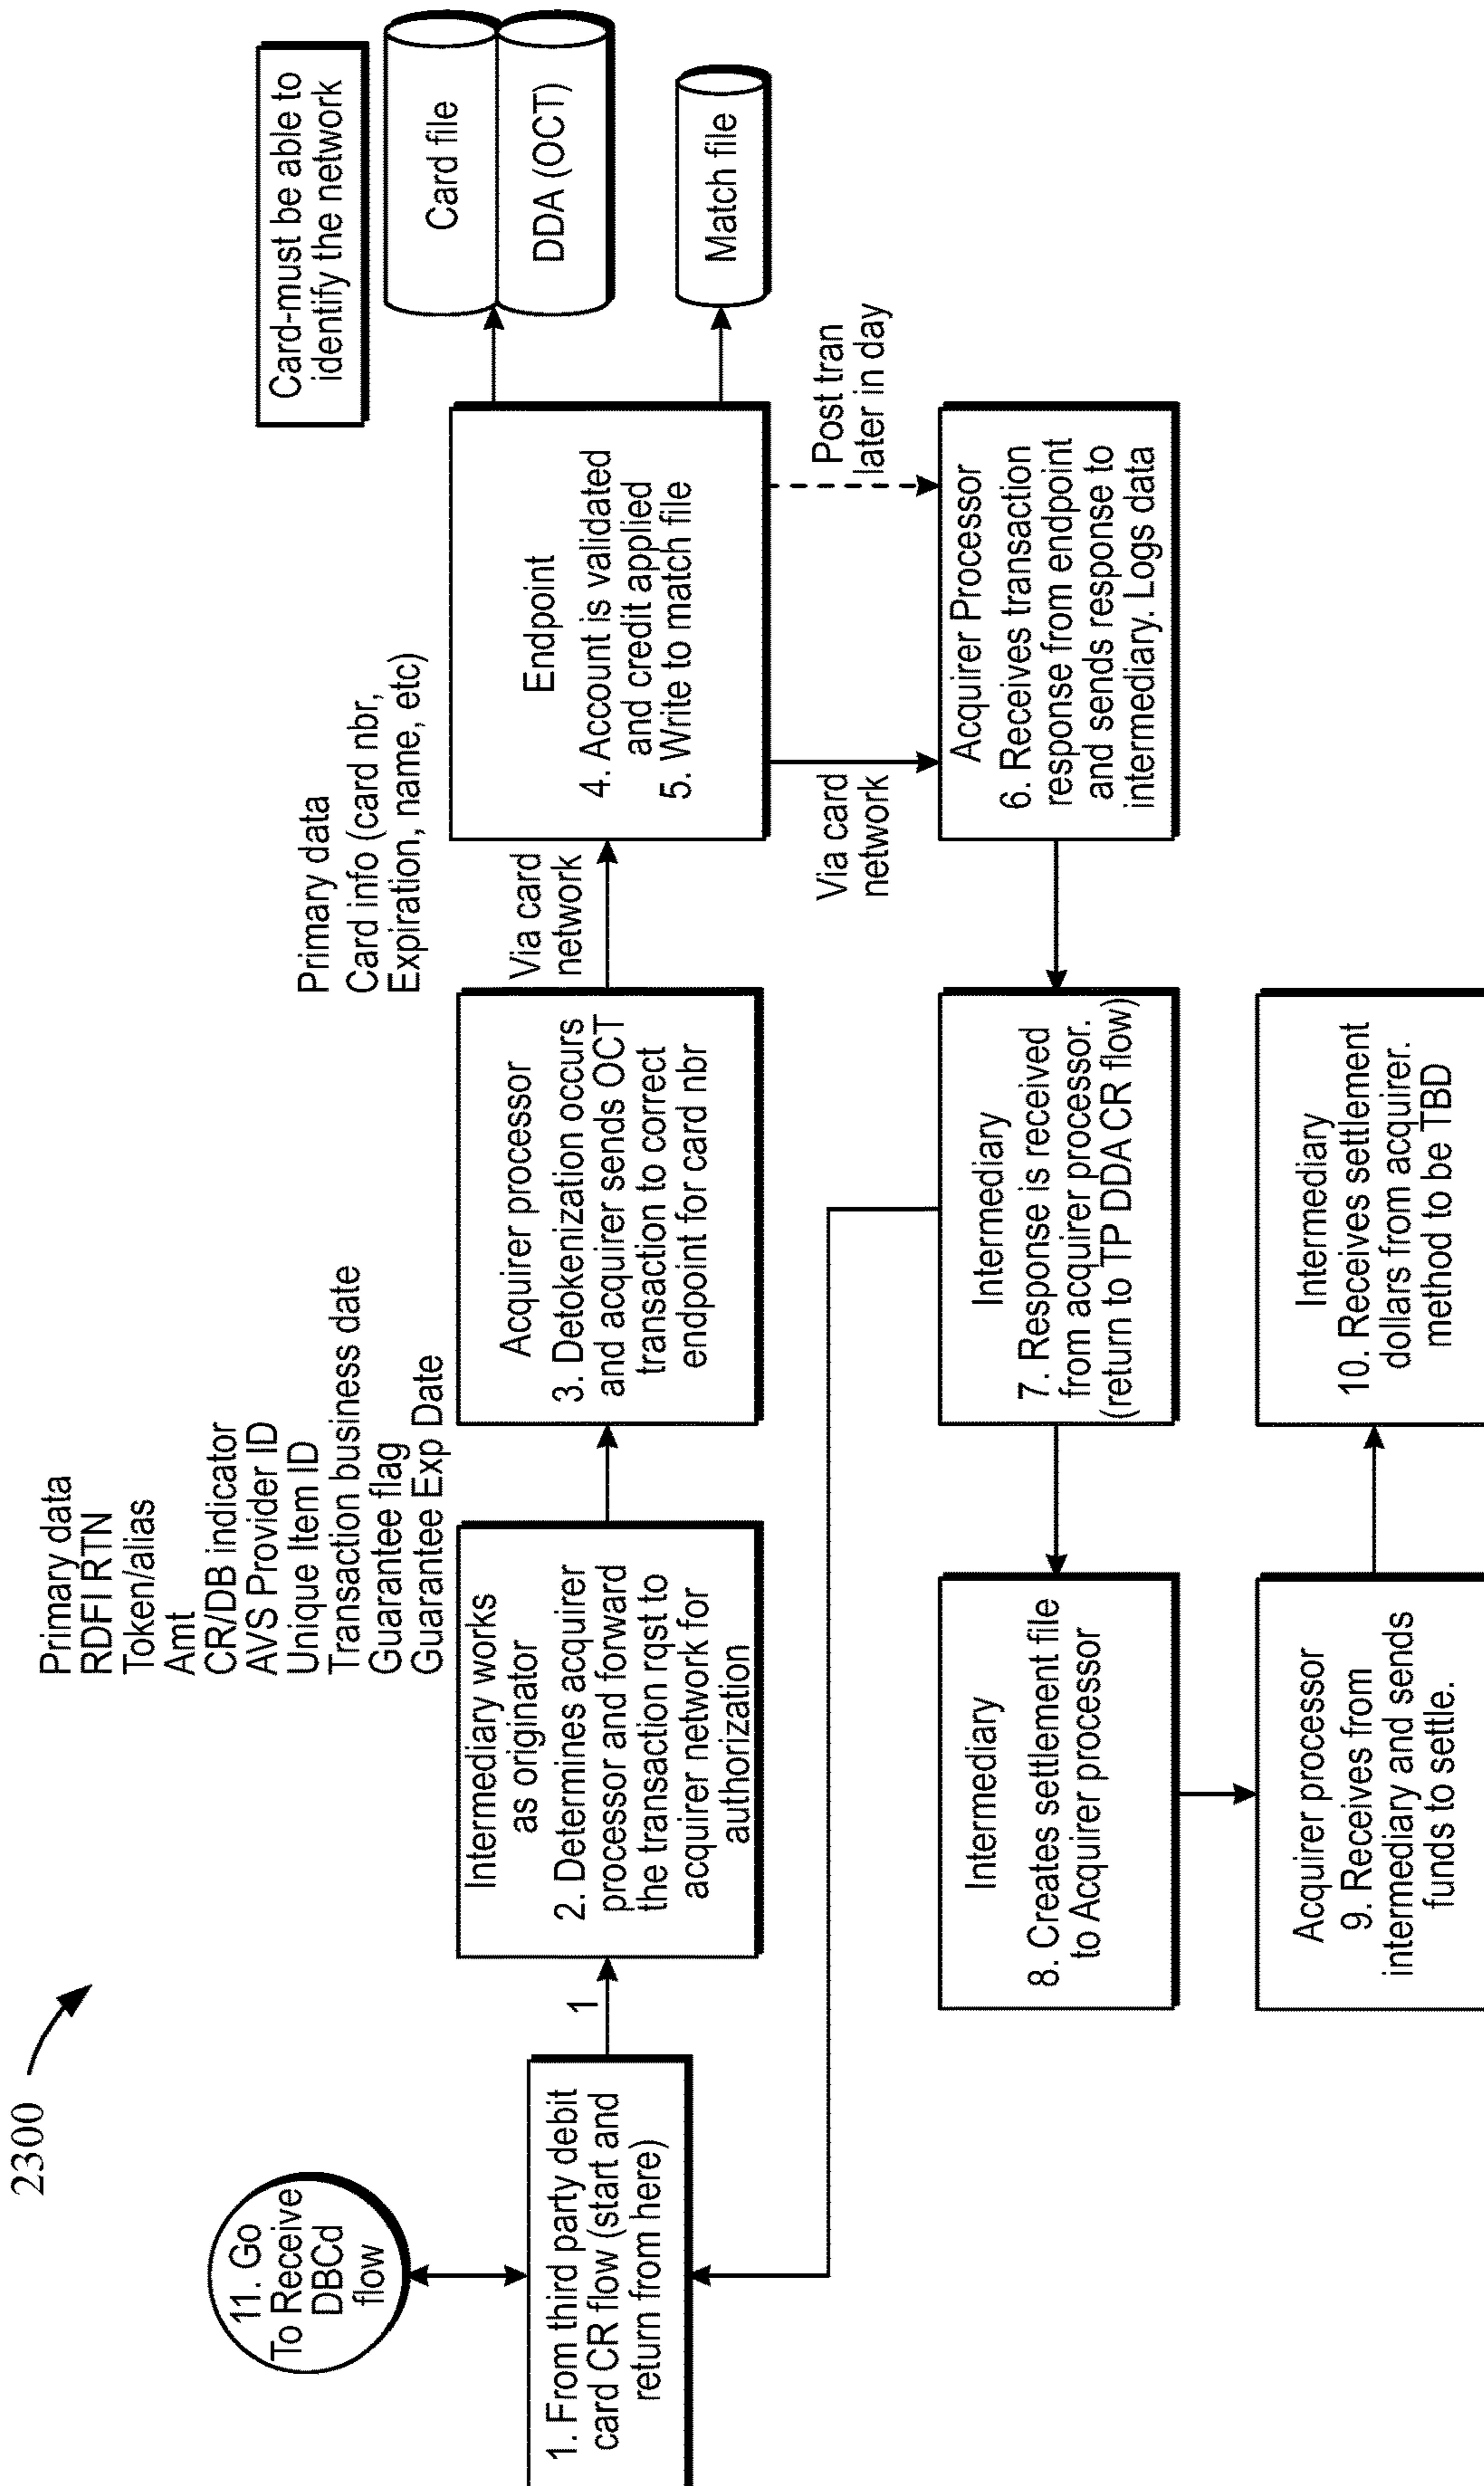 2300
11. Go
To Receive
DBCd
flow
1. From third party debit
card CR flow (start and
return from here)
1
Primary data
RDFI RTN
Token/alias
Amt
CR/DB indicator
AVS Provider ID
Unique Item ID
Transaction business date
Guarantee flag
Guarantee Exp Date
Intermediary works
as originator
2. Determines acquirer
processor and forward
the transaction rqst to
acquirer network for
authorization
Acquirer processor
3. Detokenization occurs
and acquirer sends OCT
transaction to correct
endpoint for card nbr
Primary data
Card info (card nbr,
Expiration, name, etc)
Via card
network
Endpoint
4. Account is validated
and credit applied
5. Write to match file
Card-must be able to
identify the network
Card file
DDA (OCT)
Match file
Via card
network
Post tran
later in day
Acquirer Processor
6. Receives transaction
response from endpoint
and sends response to
intermediary. Logs data
Intermediary
7. Response is received
from acquirer processor.
(return to TP DDA CR flow)
Intermediary
8. Creates settlement file
to Acquirer processor
Acquirer processor
9. Receives from
intermediary and sends
funds to settle.
Intermediary
10. Receives settlement
dollars from acquirer.
method to be TBD